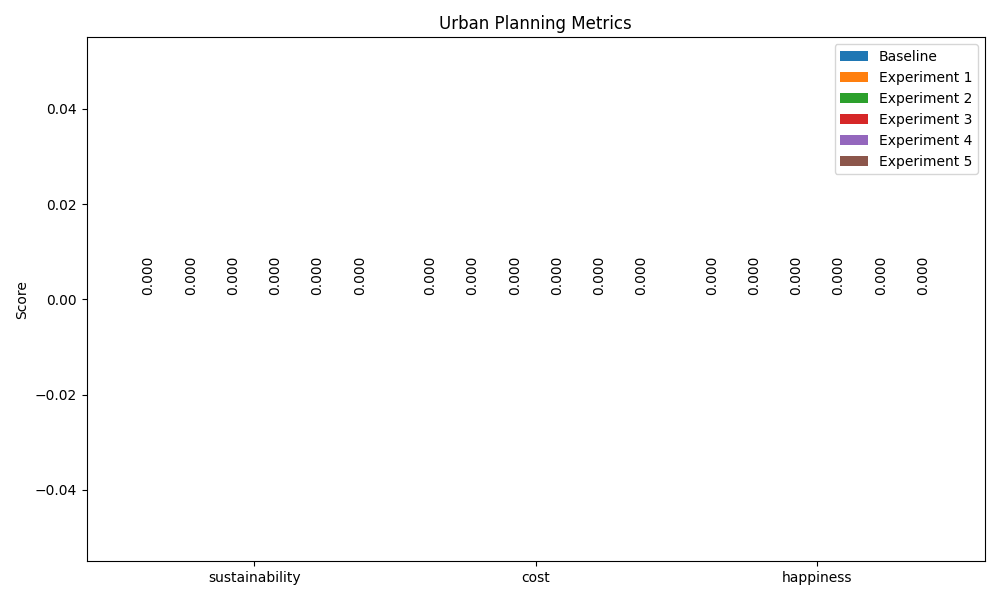 Urban Planning Metrics
Baseline
Experiment 1
Experiment 2
Experiment 3
Experiment 4
Experiment 5
Score
0.04
0.02
0.00
−0.02
−0.04
0.000 0.000 0.000 0.000 0.000 0.000 0.000 0.000 0.000 0.000 0.000 0.000 0.000 0.000 0.000 0.000 0.000 0.000
sustainability cost happiness